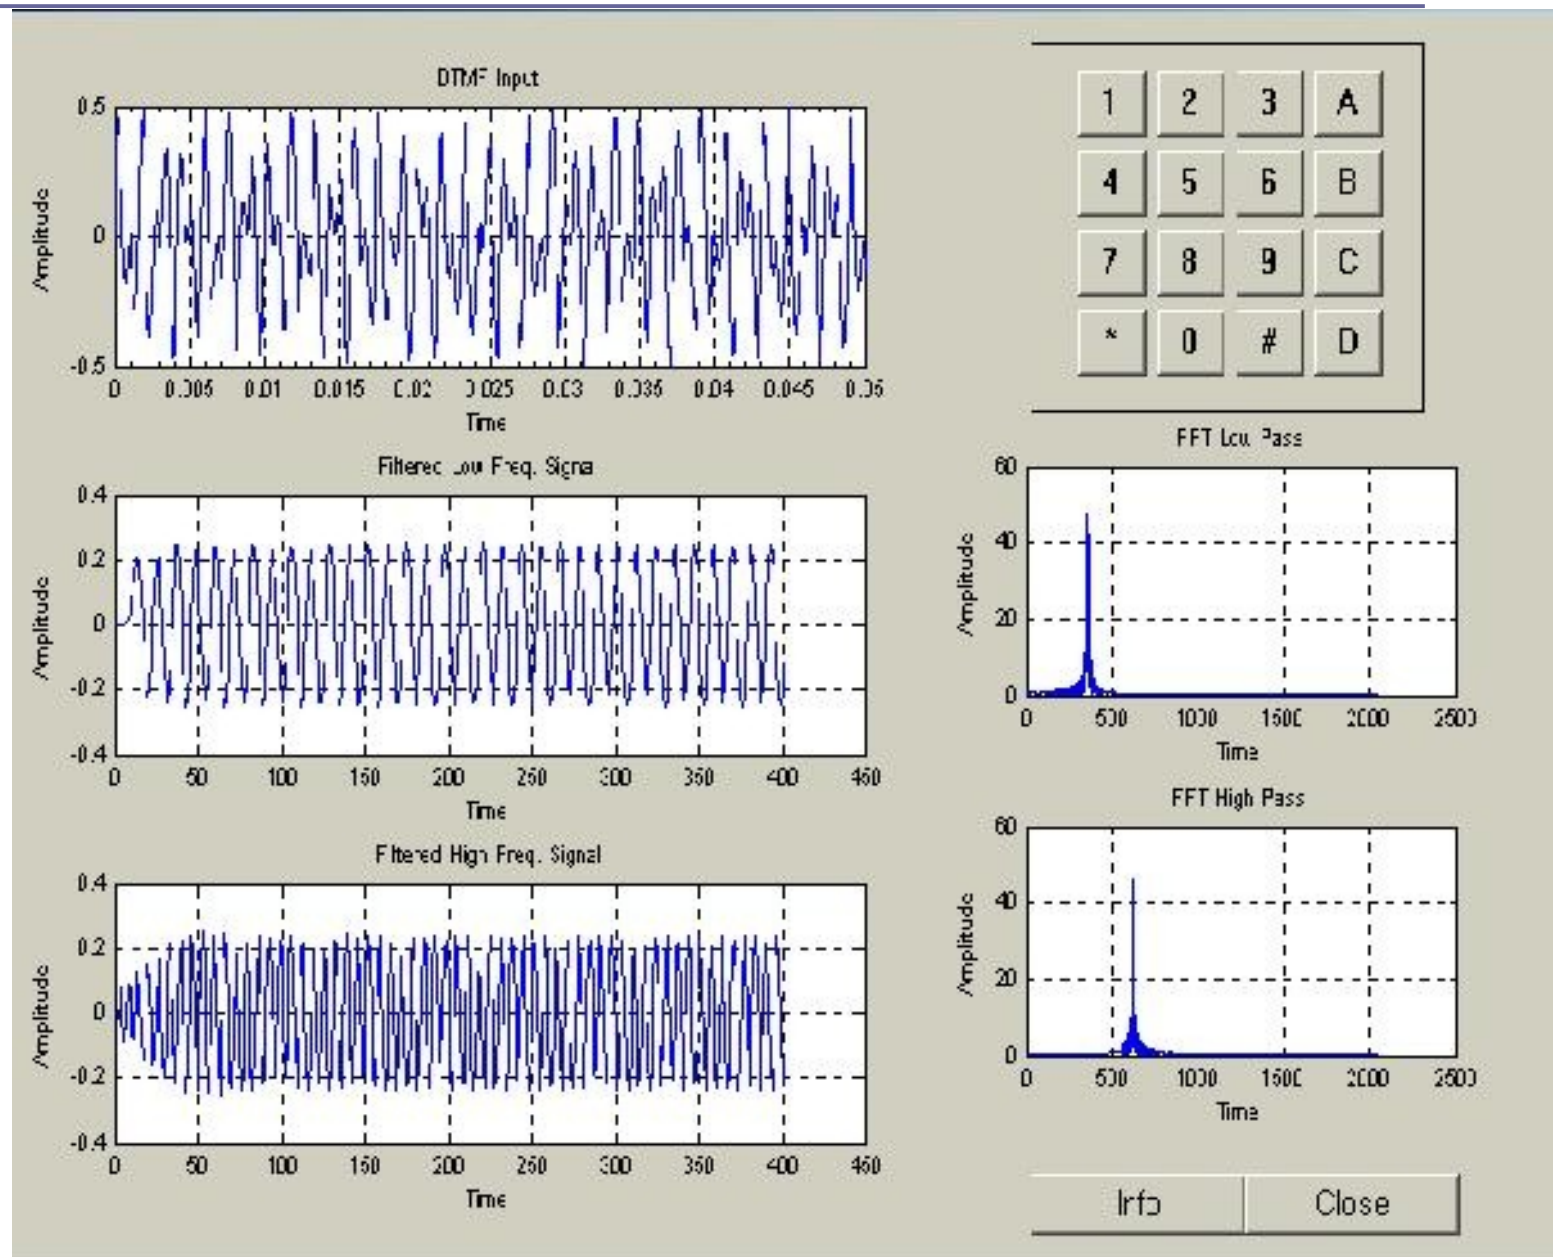 DTMF Input
0.5
0
-0.5
Amplitude
0 0.005 0.01 0.015 0.02 0.025 0.03 0.035 0.04 0.045 0.05
Time
1 2 3 A
4 5 6 B
7 8 9 C
* 0 # D
Filtered Low Freq. Signal
0.4
0.2
0
-0.2
-0.4
Amplitude
0 50 100 150 200 250 300 350 400 450
Time
FFT Low Pass
60
40
20
0
Amplitude
0 500 1000 1500 2000 2500
Time
Filtered High Freq. Signal
0.4
0.2
0
-0.2
-0.4
Amplitude
0 50 100 150 200 250 300 350 400 450
Time
FFT High Pass
60
40
20
0
Amplitude
0 500 1000 1500 2000 2500
Time
Info Close